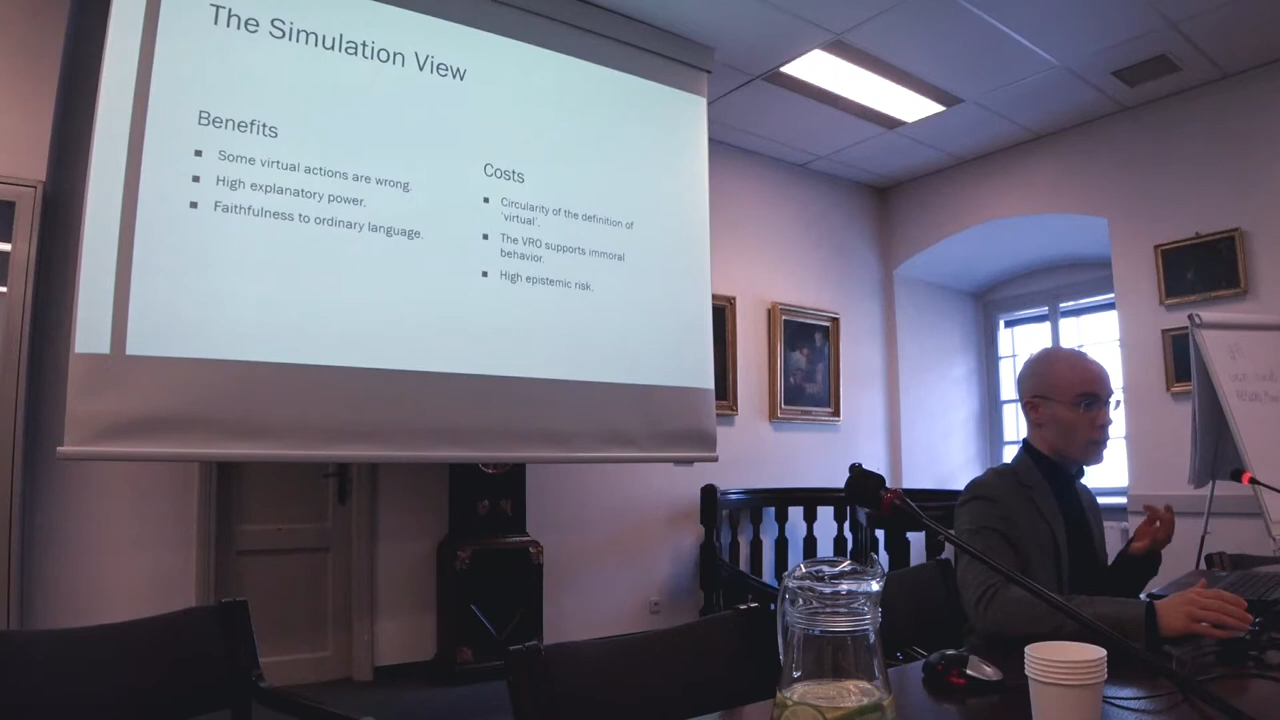 The Simulation View
Benefits
Some virtual actions are wrong.
High explanatory power.
Faithfulness to ordinary language.
Costs
Circularity of the definition of
'virtual'.
The VRO supports immoral
behavior.
High epistemic risk.